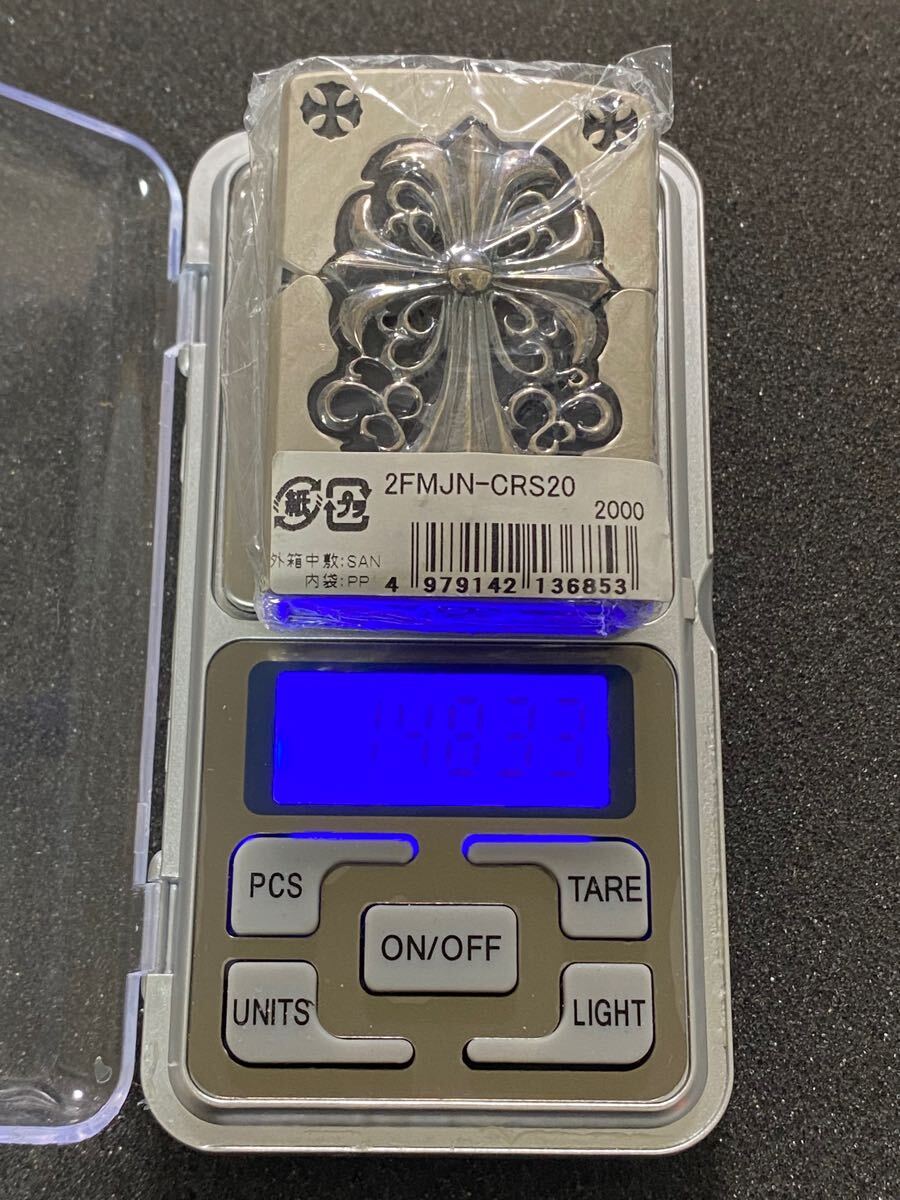 2FMJN-CRS20
2000
紙 プラ
外箱中敷:SAN
内袋:PP
4 979142 136853
14833
PCS
TARE
ON/OFF
UNITS
LIGHT